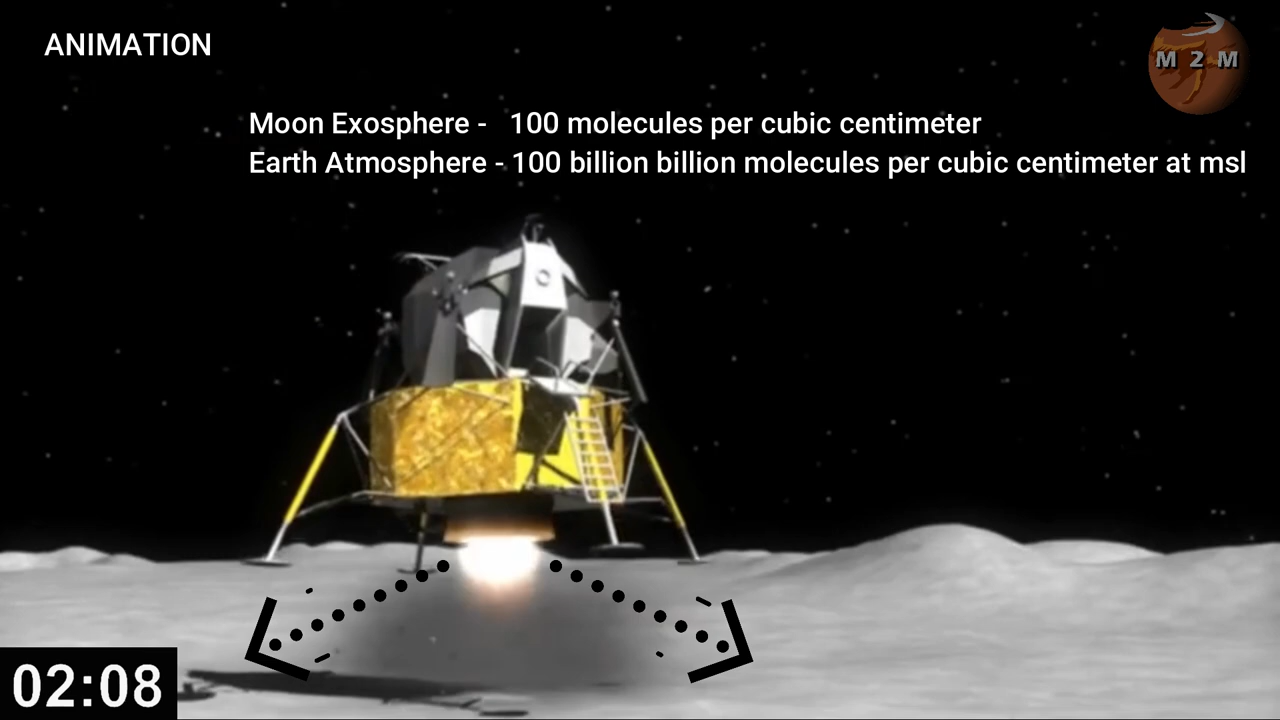 ANIMATION
M 2 M
Moon Exosphere - 100 molecules per cubic centimeter
Earth Atmosphere - 100 billion billion molecules per cubic centimeter at msl
02:08